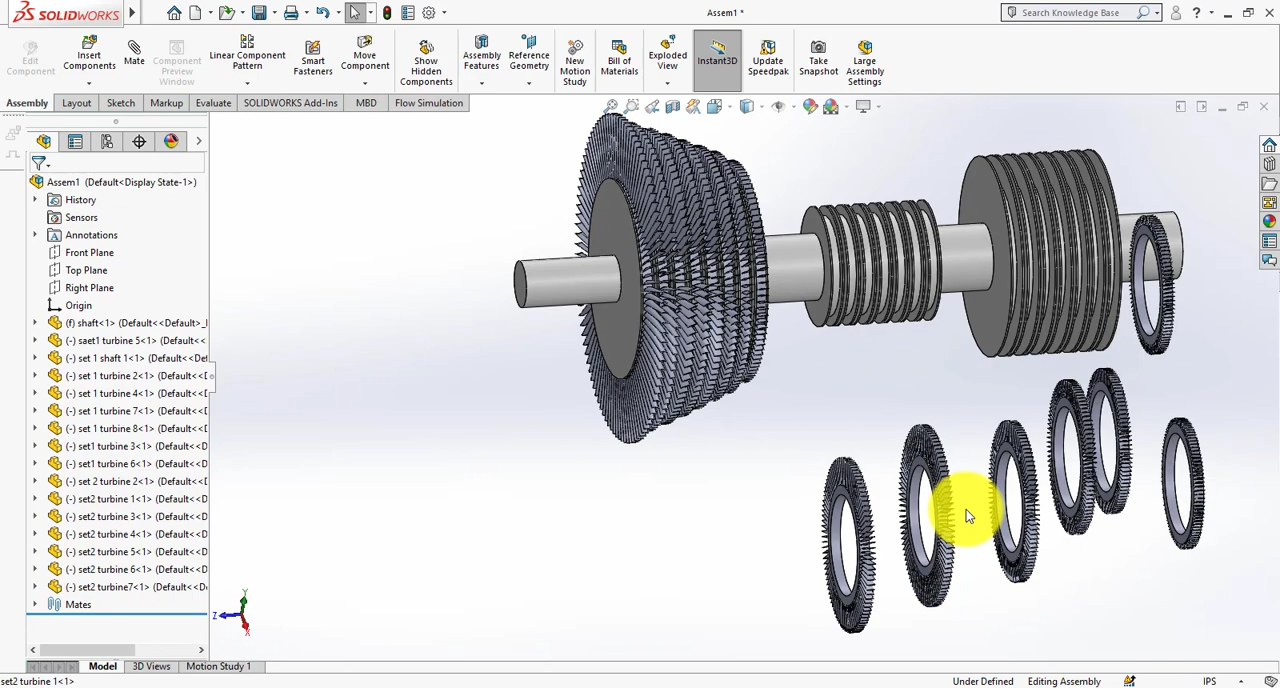 SOLIDWORKS
Assem1 *
Search Knowledge Base
Edit Component
Insert Components
Mate
Component Preview Window
Linear Component Pattern
Smart Fasteners
Move Component
Show Hidden Components
Assembly Features
Reference Geometry
New Motion Study
Bill of Materials
Exploded View
Instant3D
Update Speedpak
Take Snapshot
Large Assembly Settings
Assembly
Layout
Sketch
Markup
Evaluate
SOLIDWORKS Add-Ins
MBD
Flow Simulation
Assem1 (Default<Display State-1>)
History
Sensors
Annotations
Front Plane
Top Plane
Right Plane
Origin
(f) shaft<1> (Default<<Default>_
(-) saet1 turbine 5<1> (Default<<
(-) set 1 shaft 1<1> (Default<<Def
(-) set 1 turbine 2<1> (Default<<D
(-) set 1 turbine 4<1> (Default<<D
(-) set 1 turbine 7<1> (Default<<D
(-) set 1 turbine 8<1> (Default<<D
(-) set1 turbine 3<1> (Default<<D
(-) set1 turbine 6<1> (Default<<D
(-) set 2 turbine 2<1> (Default<<D
(-) set2 turbine 1<1> (Default<<D
(-) set2 turbine 3<1> (Default<<D
(-) set2 turbine 4<1> (Default<<D
(-) set2 turbine 5<1> (Default<<D
(-) set2 turbine 6<1> (Default<<D
(-) set2 turbine7<1> (Default<<D
Mates
Y
Z
X
Model
3D Views
Motion Study 1
set2 turbine 1<1>
Under Defined
Editing Assembly
IPS